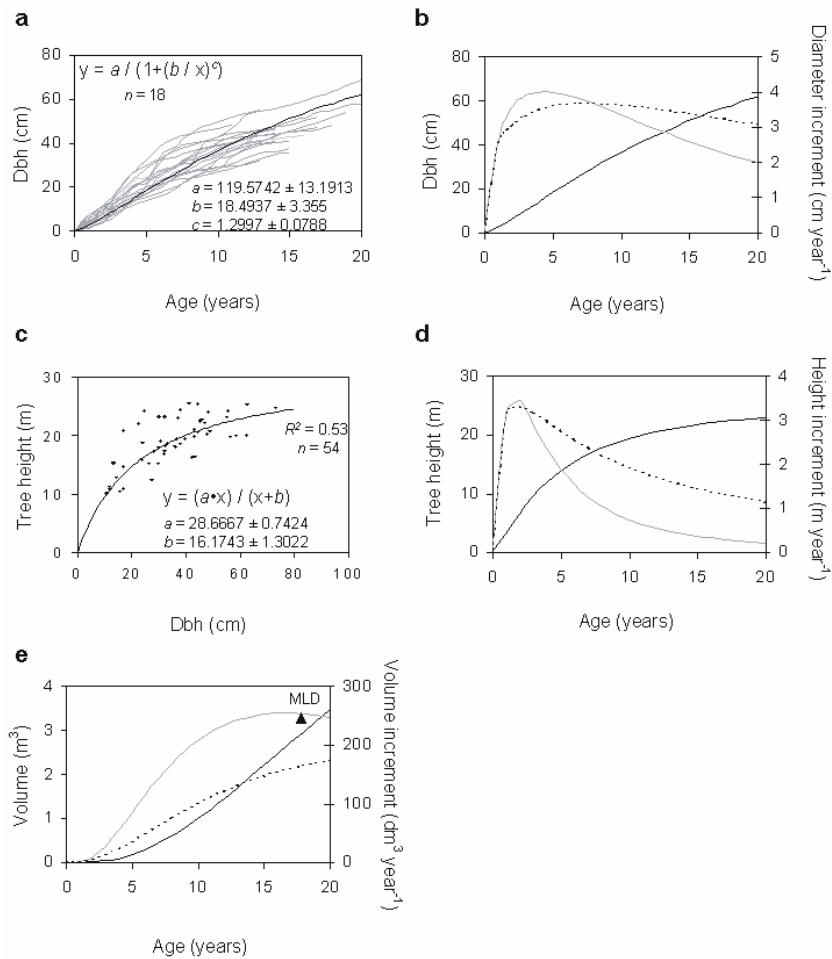 a
80
60
40
20
0
Dbh (cm)
y = a / (1+(b / x)ᶜ)
n = 18
a = 119.5742 ± 13.1913
b = 18.4937 ± 3.355
c = 1.2997 ± 0.0788
0 5 10 15 20
Age (years)
b
80
60
40
20
0
Dbh (cm)
5
4
3
2
1
0
Diameter increment (cm year⁻¹)
0 5 10 15 20
Age (years)
c
30
20
10
0
Tree height (m)
R² = 0.53
n = 54
y = (a•x) / (x+b)
a = 28.6667 ± 0.7424
b = 16.1743 ± 1.3022
0 20 40 60 80 100
Dbh (cm)
d
30
20
10
0
Tree height (m)
4
3
2
1
0
Height increment (m year⁻¹)
0 5 10 15 20
Age (years)
e
4
3
2
1
0
Volume (m³)
MLD
300
200
100
0
Volume increment (dm³ year⁻¹)
0 5 10 15 20
Age (years)